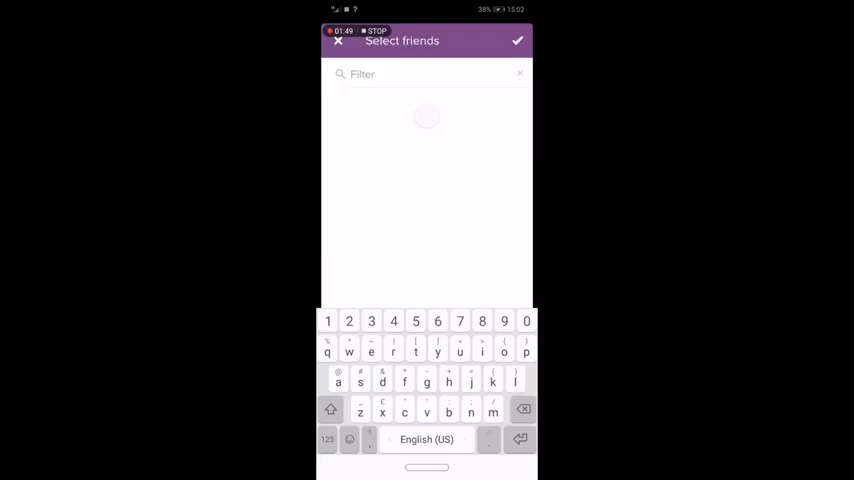 38% 15:02
01:49 STOP
Select friends
Filter
1 2 3 4 5 6 7 8 9 0
% ^ ~ | [ ] < > { }
q w e r t y u i o p
@ # & * - + = ( )
a s d f g h j k l
_ £ " ' : ; /
z x c v b n m
123 , English (US) .